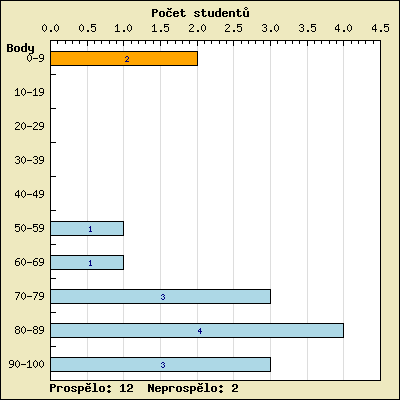 Počet studentů
0.0 0.5 1.0 1.5 2.0 2.5 3.0 3.5 4.0 4.5
Body
0-9 2
10-19
20-29
30-39
40-49
50-59 1
60-69 1
70-79 3
80-89 4
90-100 3
Prospělo: 12 Neprospělo: 2